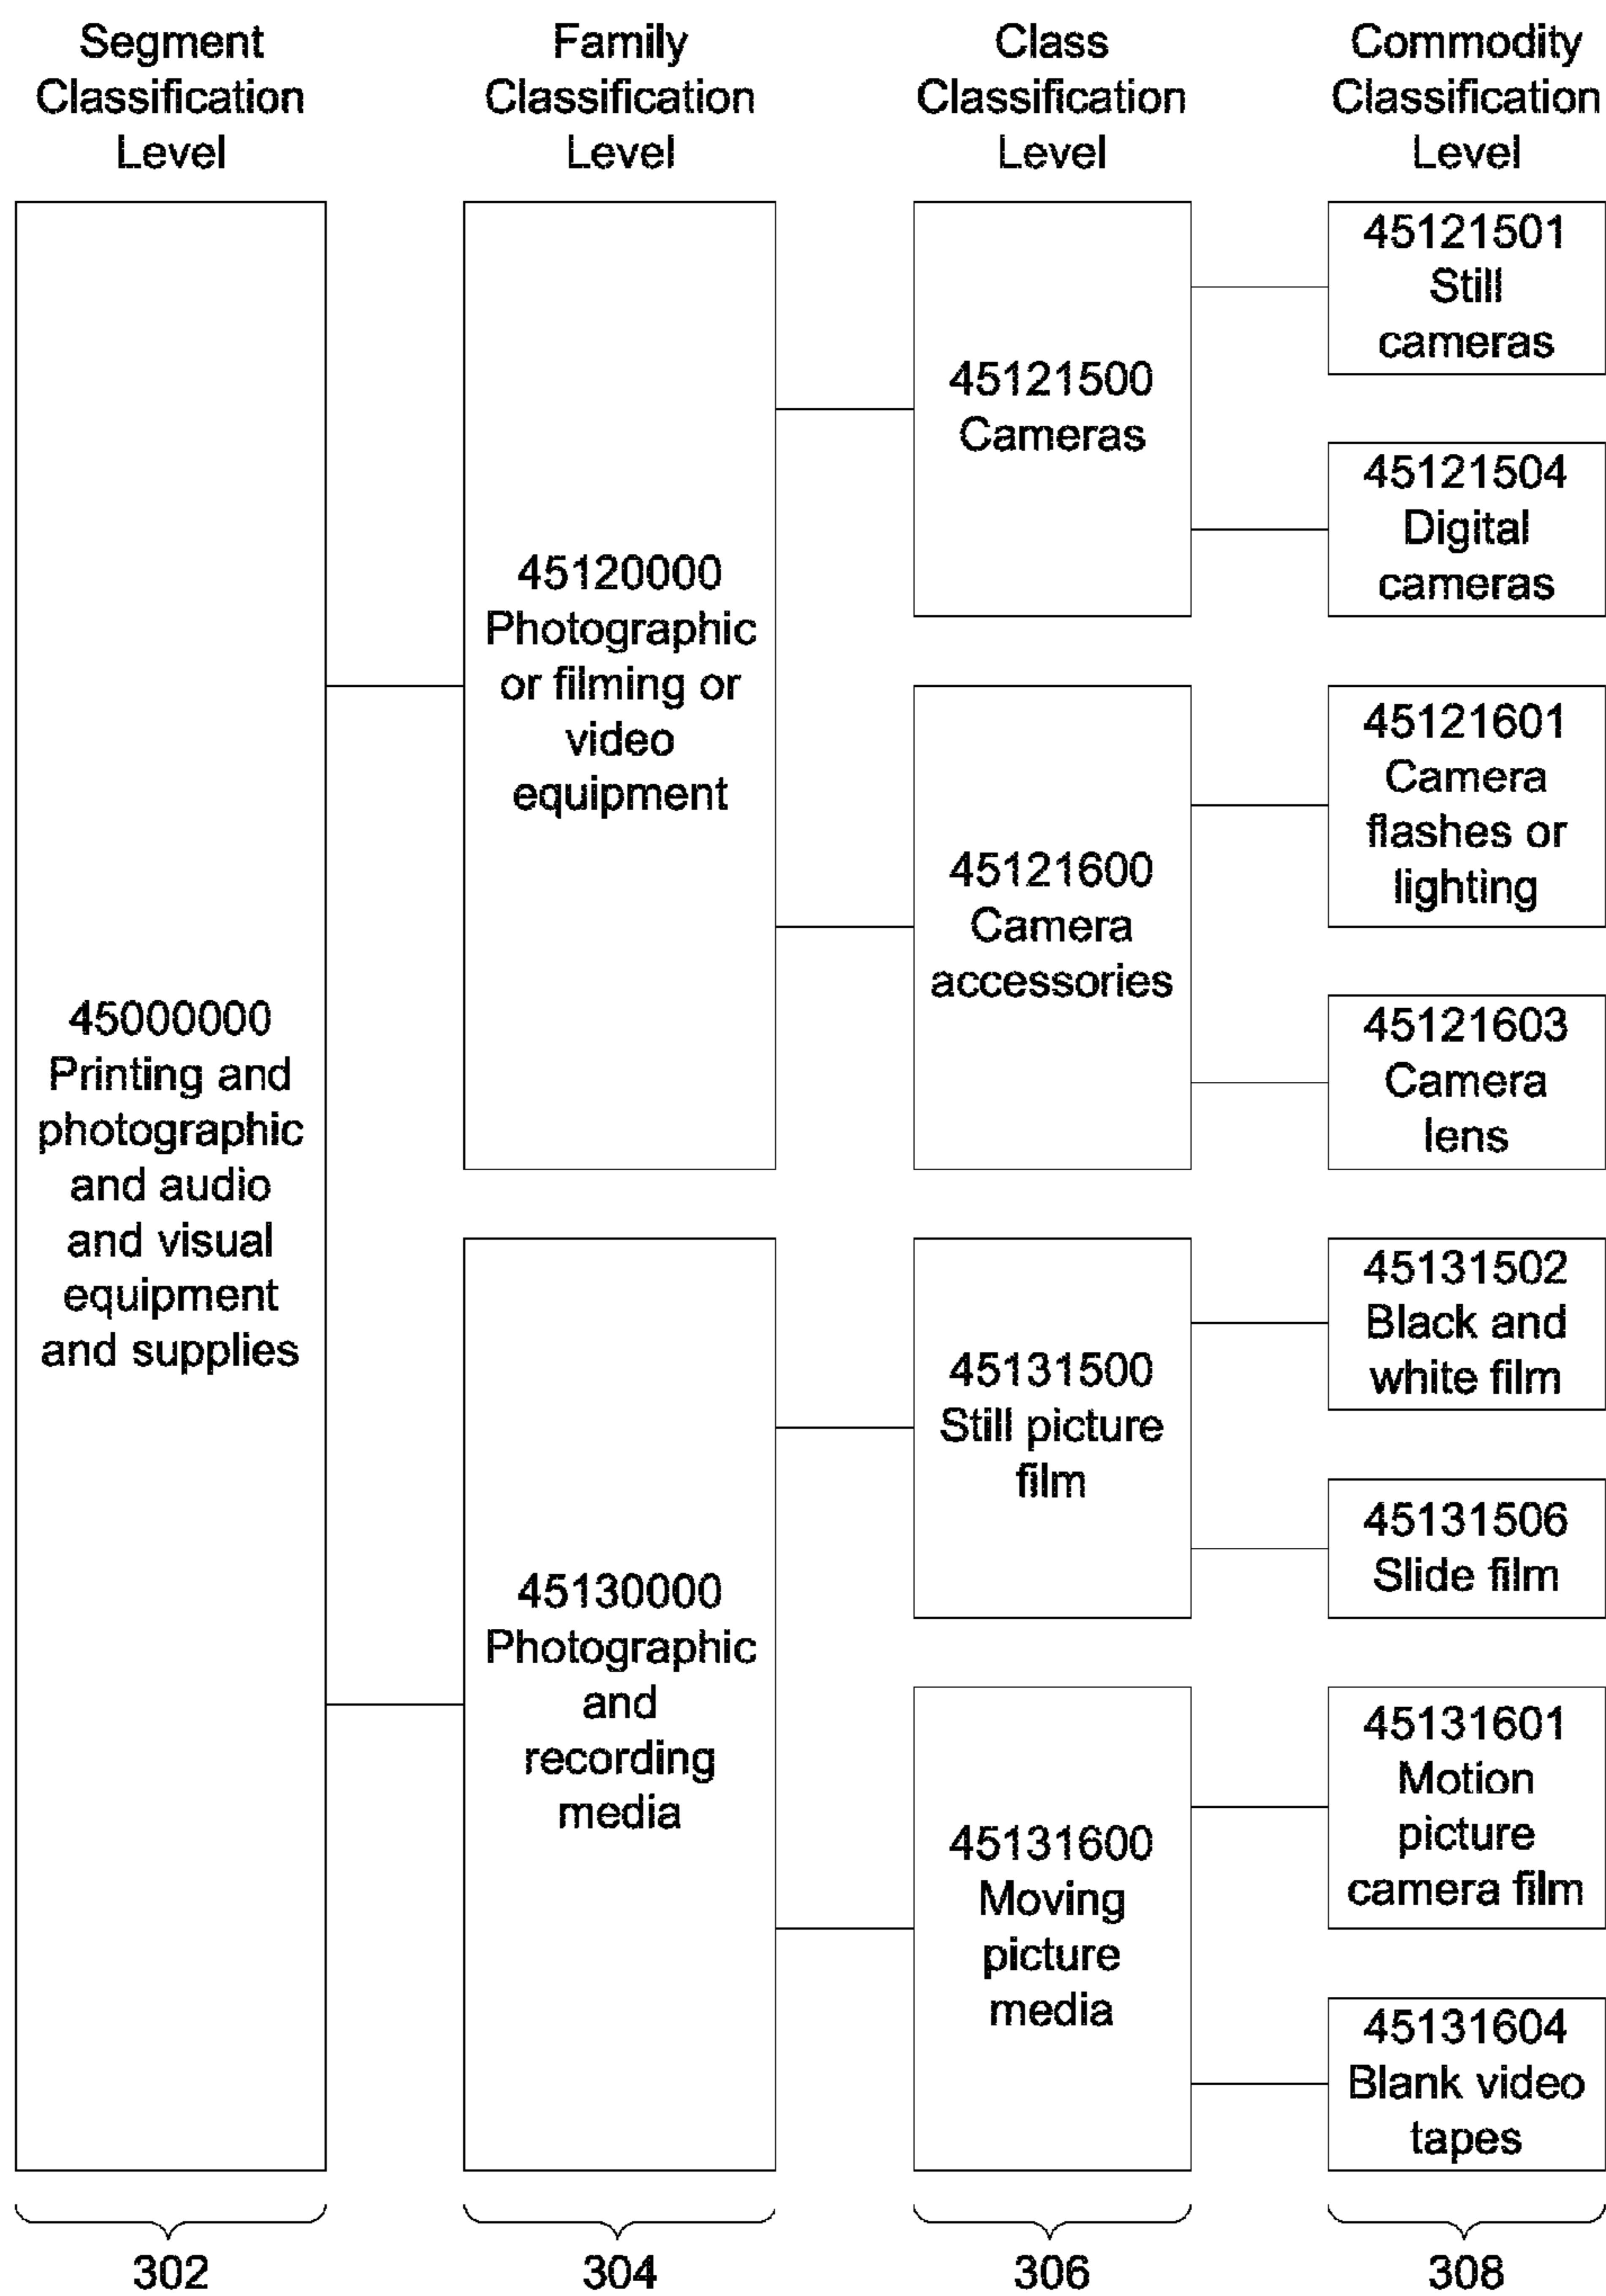 Segment
Classification
Level
Family
Classification
Level
Class
Classification
Level
Commodity
Classification
Level
45000000
Printing and
photographic
and audio
and visual
equipment
and supplies
45120000
Photographic
or filming or
video
equipment
45130000
Photographic
and
recording
media
45121500
Cameras
45121600
Camera
accessories
45131500
Still picture
film
45131600
Moving
picture
media
45121501
Still
cameras
45121504
Digital
cameras
45121601
Camera
flashes or
lighting
45121603
Camera
lens
45131502
Black and
white film
45131506
Slide film
45131601
Motion
picture
camera film
45131604
Blank video
tapes
302
304
306
308